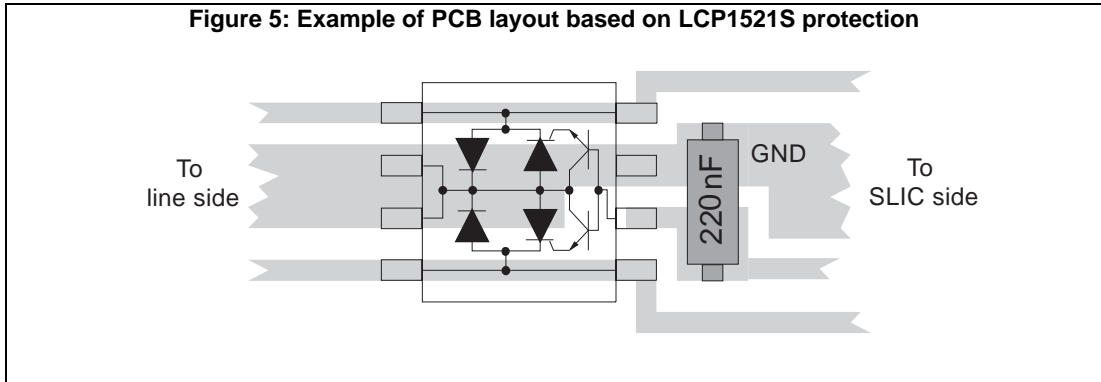 Figure 5: Example of PCB layout based on LCP1521S protection
To
line side
220 nF
GND
To
SLIC side